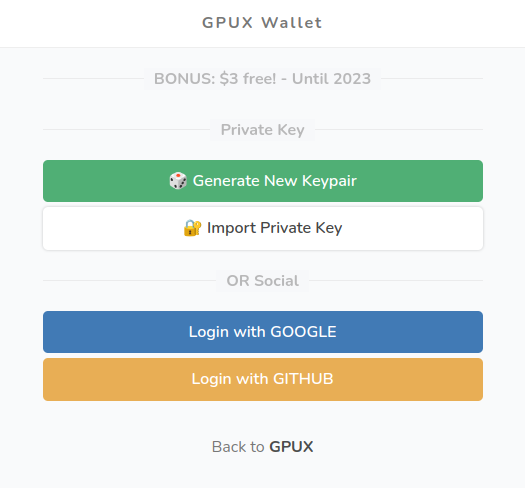 GPUX Wallet
BONUS: $3 free! - Until 2023
Private Key
🎲 Generate New Keypair
🔐 Import Private Key
OR Social
Login with GOOGLE
Login with GITHUB
Back to GPUX